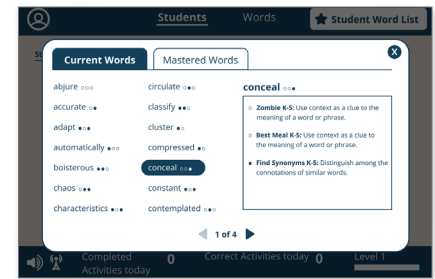 Students
Words
Student Word List
St
Current Words
Mastered Words
X
abjure
accurate
adapt
automatically
boisterous
chaos
characteristics
circulate
classify
cluster
compressed
conceal
constant
contemplated
conceal
Zombie K-5: Use context as a clue to the
meaning of a word or phrase.
Best Meal K-5: Use context as a clue to
the meaning of a word or phrase.
Find Synonyms K-5: Distinguish among the
connotations of similar words.
1 of 4
Completed
Activities today
0
Correct Activities today
0
Level 1